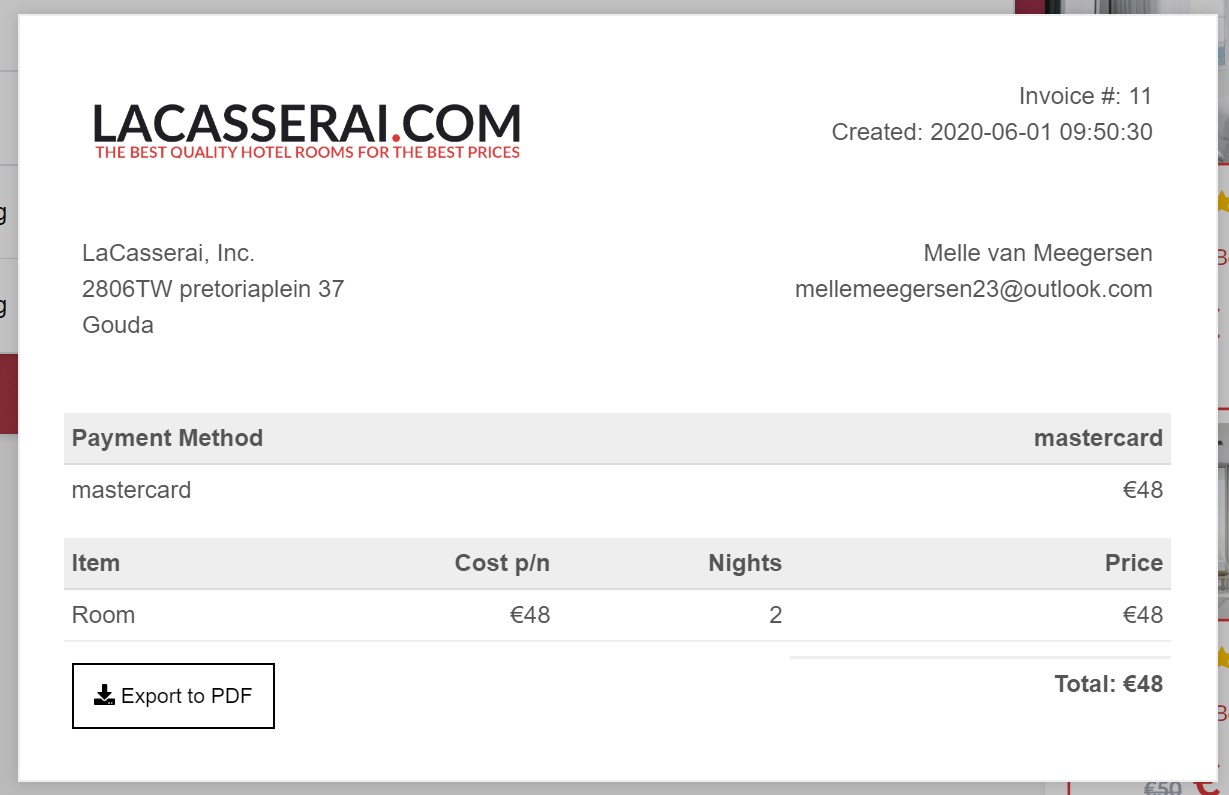 LACASSERAI.COM
THE BEST QUALITY HOTEL ROOMS FOR THE BEST PRICES
Invoice #: 11
Created: 2020-06-01 09:50:30
LaCasserai, Inc.
2806TW pretoriaplein 37
Gouda
Melle van Meegersen
mellemeegersen23@outlook.com
Payment Method mastercard
mastercard €48
Item Cost p/n Nights Price
Room €48 2 €48
Total: €48
Export to PDF
g
g
€50 €